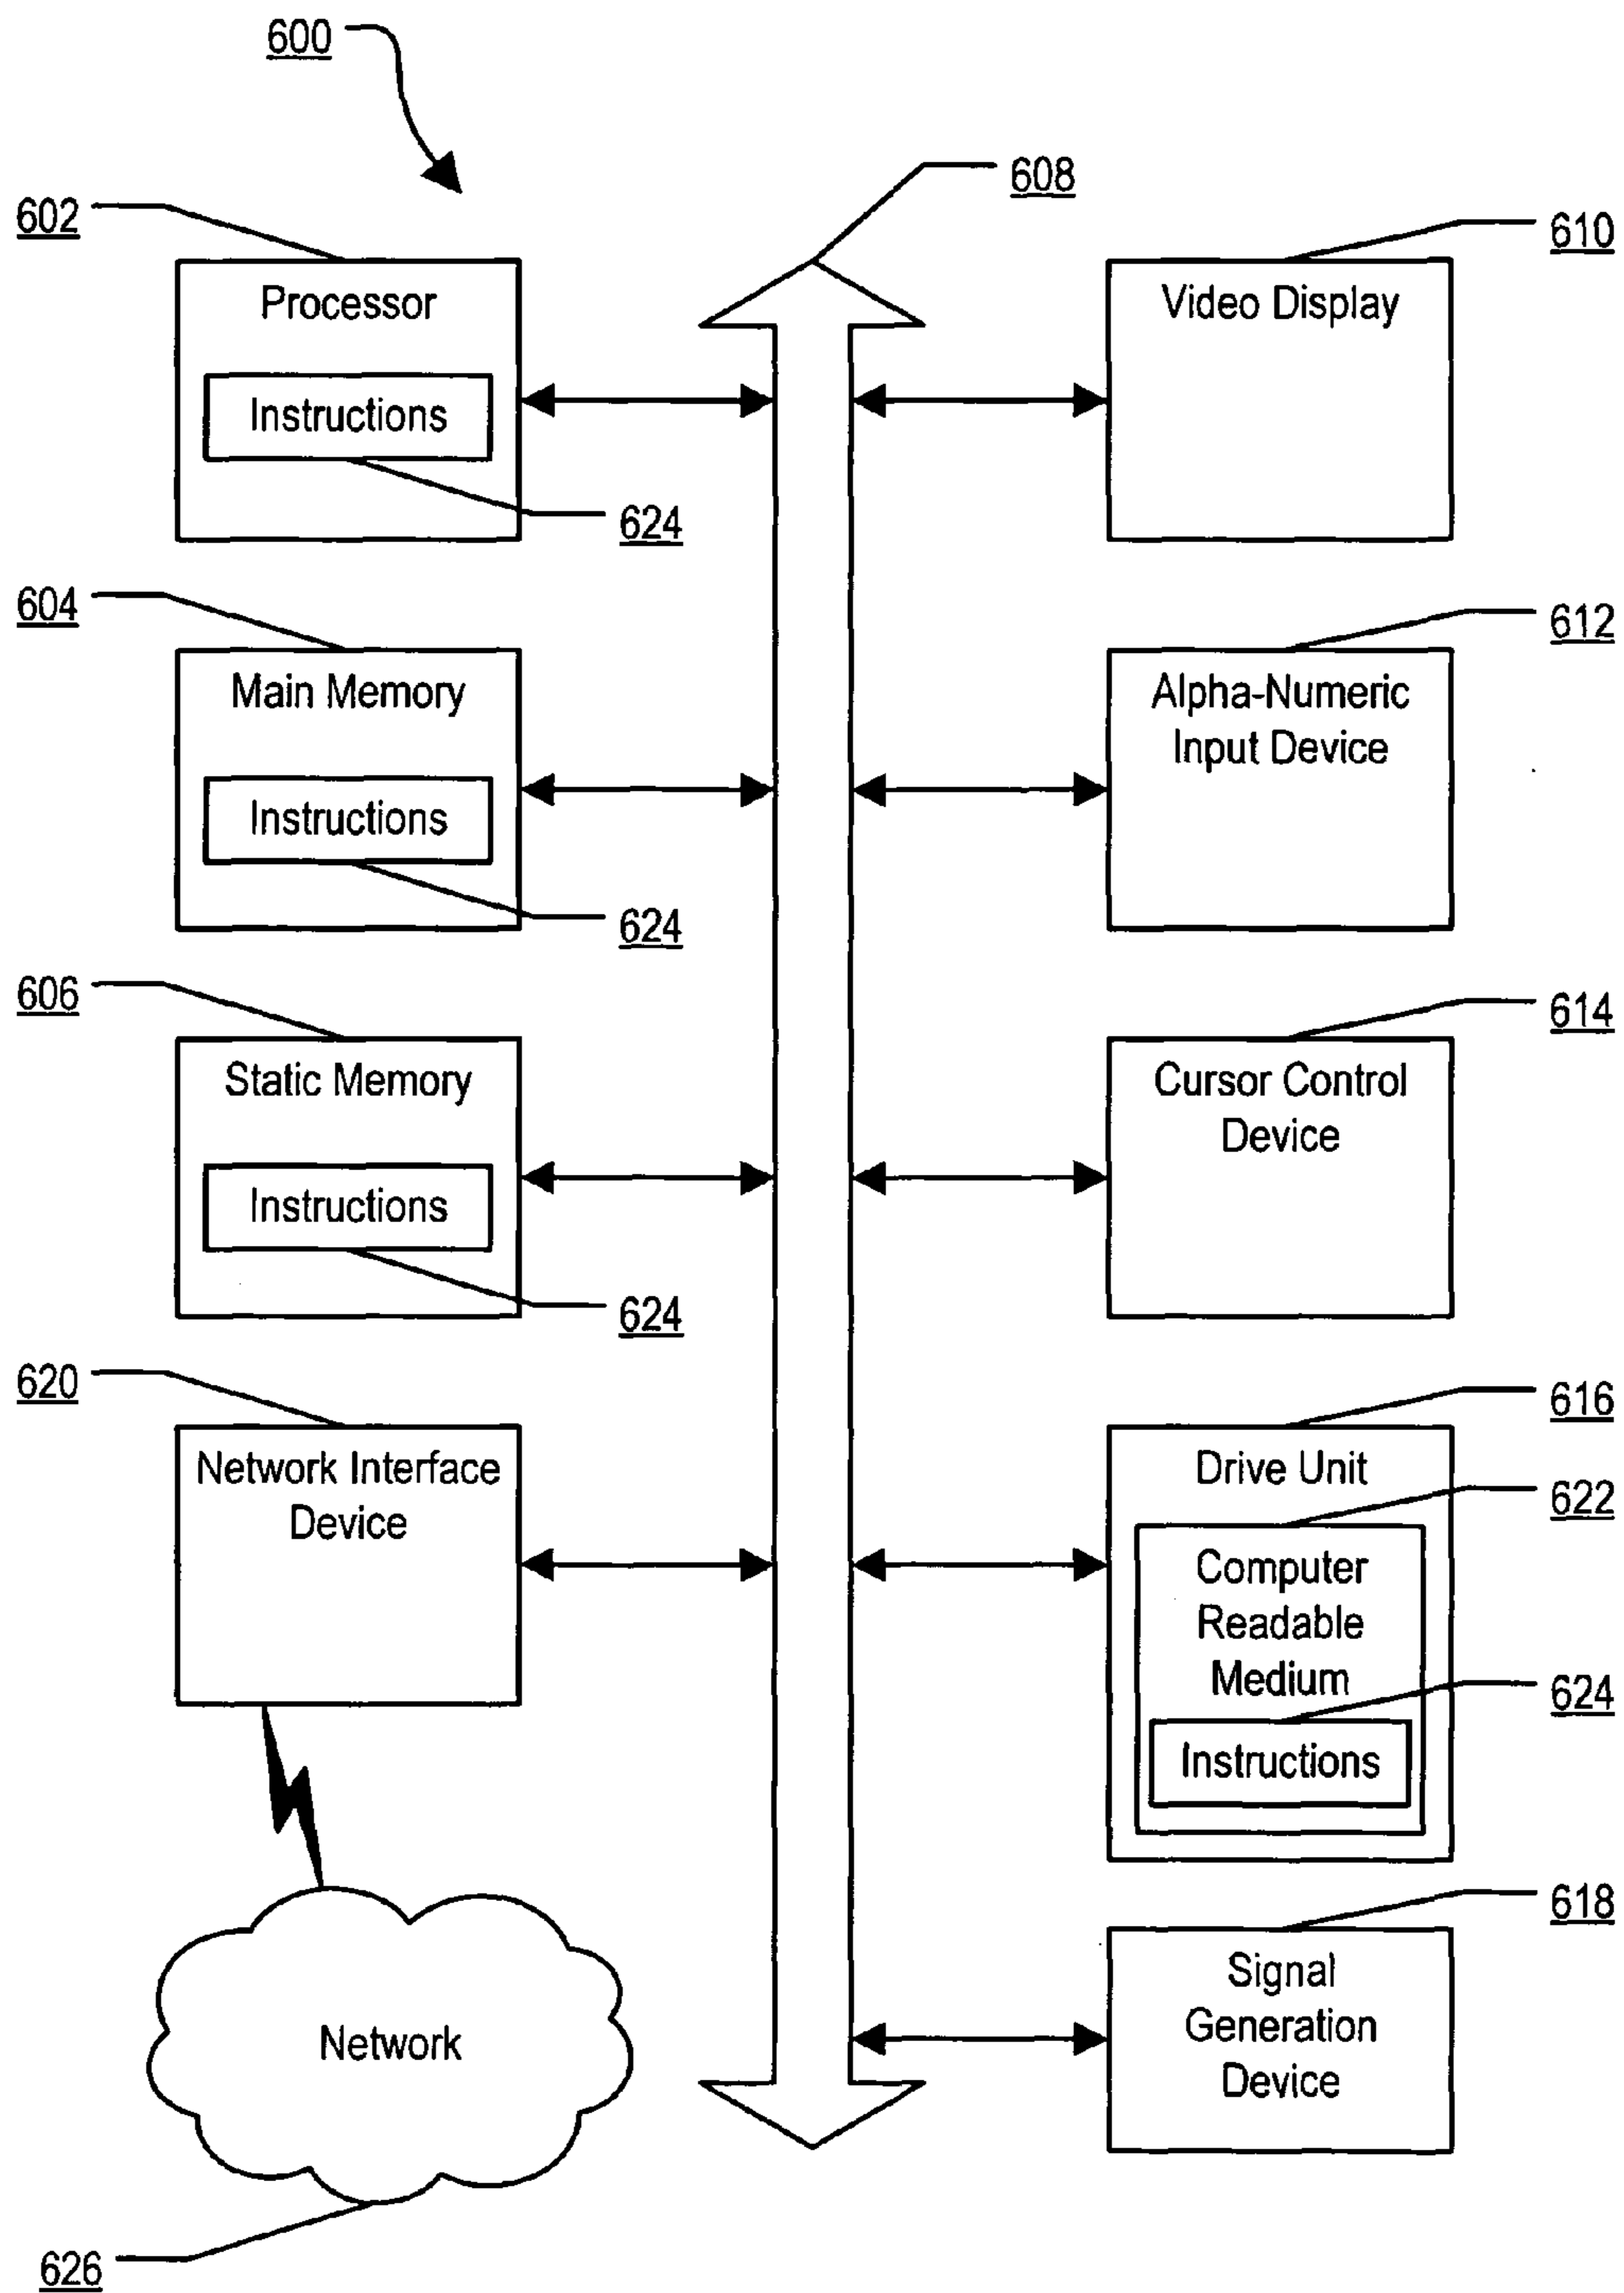 600
608
602
610
Processor
Instructions
624
Video Display
604
612
Main Memory
Instructions
624
Alpha-Numeric
Input Device
606
614
Static Memory
Instructions
624
Cursor Control
Device
620
616
Network Interface
Device
Drive Unit
622
Computer
Readable
Medium
624
Instructions
618
Signal
Generation
Device
Network
626